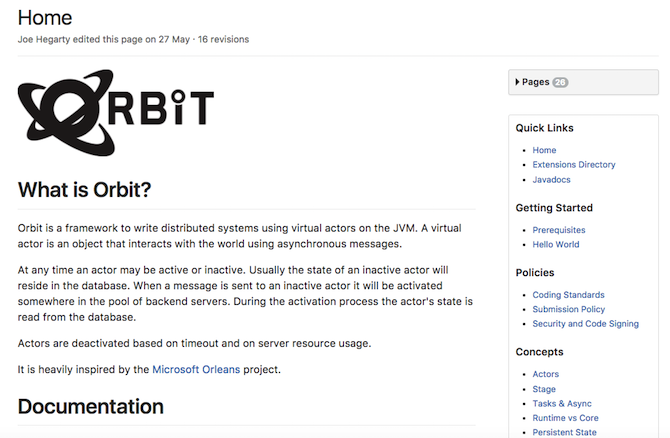 Home
Joe Hegarty edited this page on 27 May · 16 revisions
ORBiT
What is Orbit?
Orbit is a framework to write distributed systems using virtual actors on the JVM. A virtual
actor is an object that interacts with the world using asynchronous messages.
At any time an actor may be active or inactive. Usually the state of an inactive actor will
reside in the database. When a message is sent to an inactive actor it will be activated
somewhere in the pool of backend servers. During the activation process the actor's state is
read from the database.
Actors are deactivated based on timeout and on server resource usage.
It is heavily inspired by the Microsoft Orleans project.
Documentation
Pages 26
Quick Links
• Home
• Extensions Directory
• Javadocs
Getting Started
• Prerequisites
• Hello World
Policies
• Coding Standards
• Submission Policy
• Security and Code Signing
Concepts
• Actors
• Stage
• Tasks & Async
• Runtime vs Core
• Persistent State